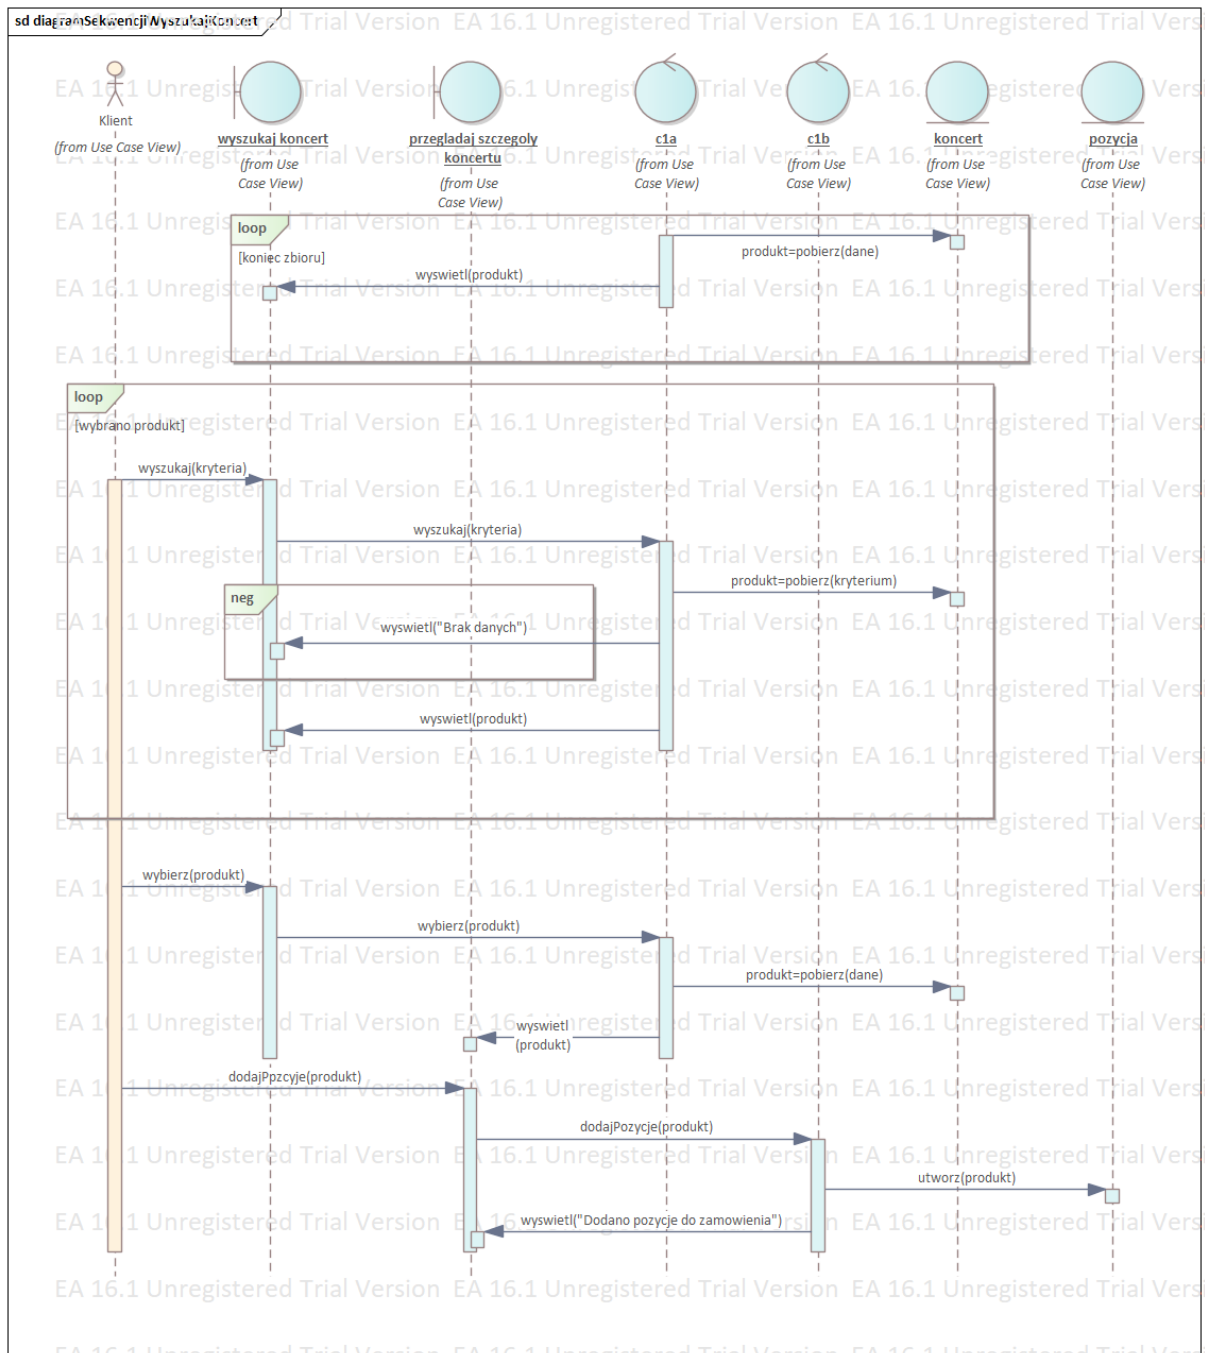 sd diagramSekwencjiWyszukajKoncert
Klient
(from Use Case View)
wyszukaj koncert
(from Use
Case View)
przegladaj szczegoly
koncertu
(from Use
Case View)
c1a
(from Use
Case View)
c1b
(from Use
Case View)
koncert
(from Use
Case View)
pozycja
(from Use
Case View)
loop
[koniec zbioru]
produkt=pobierz(dane)
wyswietl(produkt)
loop
[wybrano produkt]
wyszukaj(kryteria)
wyszukaj(kryteria)
produkt=pobierz(kryterium)
neg
wyswietl("Brak danych")
wyswietl(produkt)
wybierz(produkt)
wybierz(produkt)
produkt=pobierz(dane)
wyswietl
(produkt)
dodajPpzcyje(produkt)
dodajPozycje(produkt)
utworz(produkt)
wyswietl("Dodano pozycje do zamowienia")
EA 16.1 Unregistered Trial Version